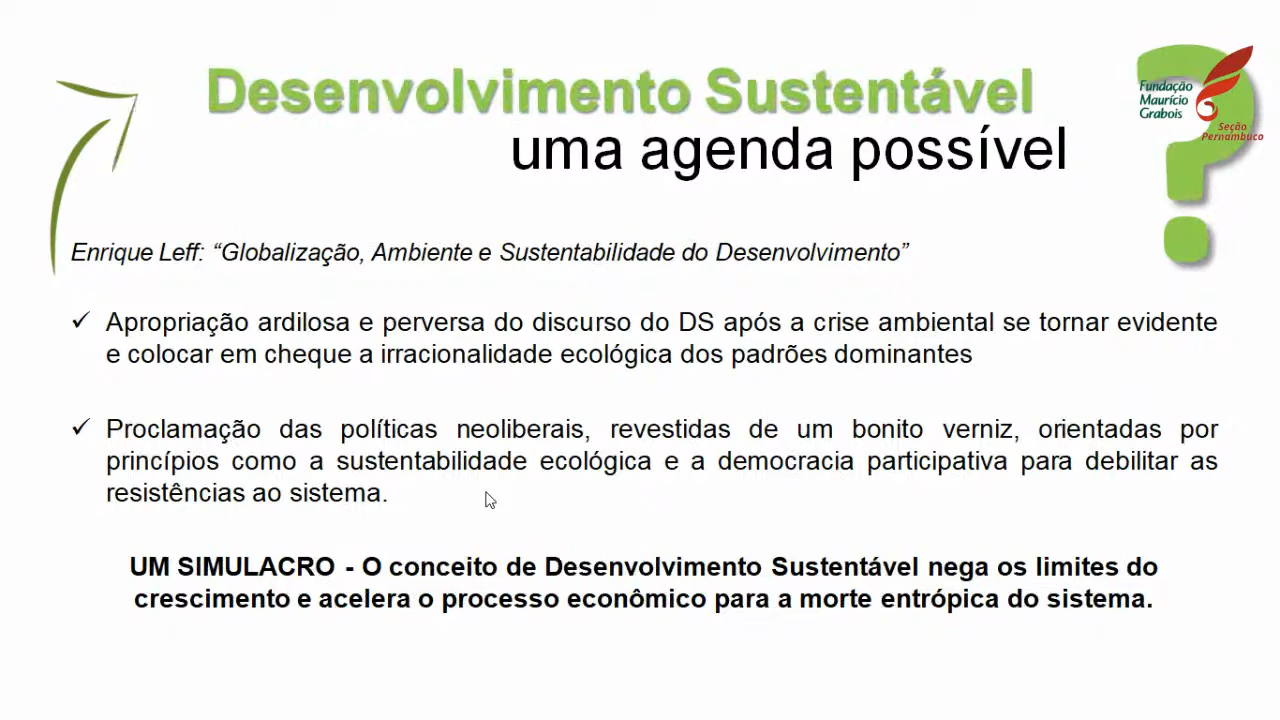 Desenvolvimento Sustentável
uma agenda possível
?
Fundação
Maurício
Grabois
Seção
Pernambuco
Enrique Leff: “Globalização, Ambiente e Sustentabilidade do Desenvolvimento”
✓ Apropriação ardilosa e perversa do discurso do DS após a crise ambiental se tornar evidente
e colocar em cheque a irracionalidade ecológica dos padrões dominantes
✓ Proclamação das políticas neoliberais, revestidas de um bonito verniz, orientadas por
princípios como a sustentabilidade ecológica e a democracia participativa para debilitar as
resistências ao sistema.
UM SIMULACRO - O conceito de Desenvolvimento Sustentável nega os limites do
crescimento e acelera o processo econômico para a morte entrópica do sistema.